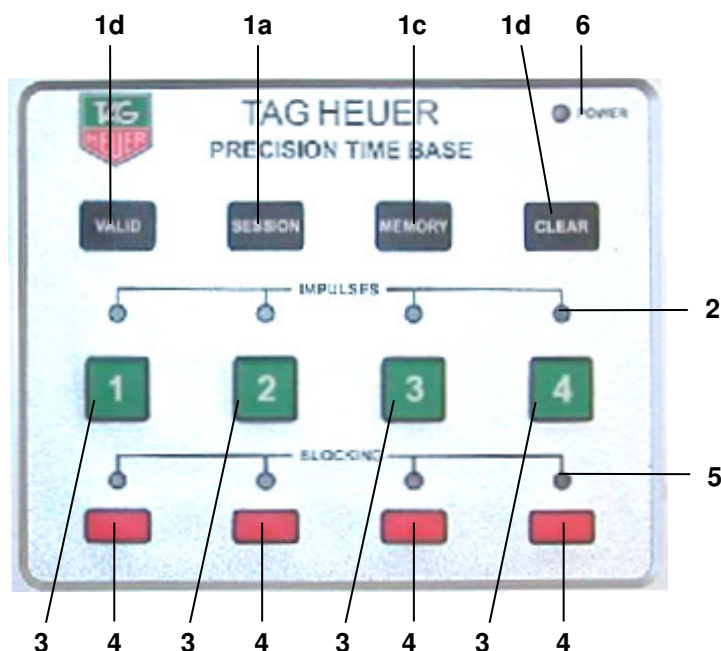 1d 1a 1c 1d 6
TAG
HEUER
TAG HEUER
POWER
PRECISION TIME BASE
VALID SESSION MEMORY CLEAR
IMPULSES
2
1 2 3 4
BLOCKING
5
3 4 3 4 3 4 3 4